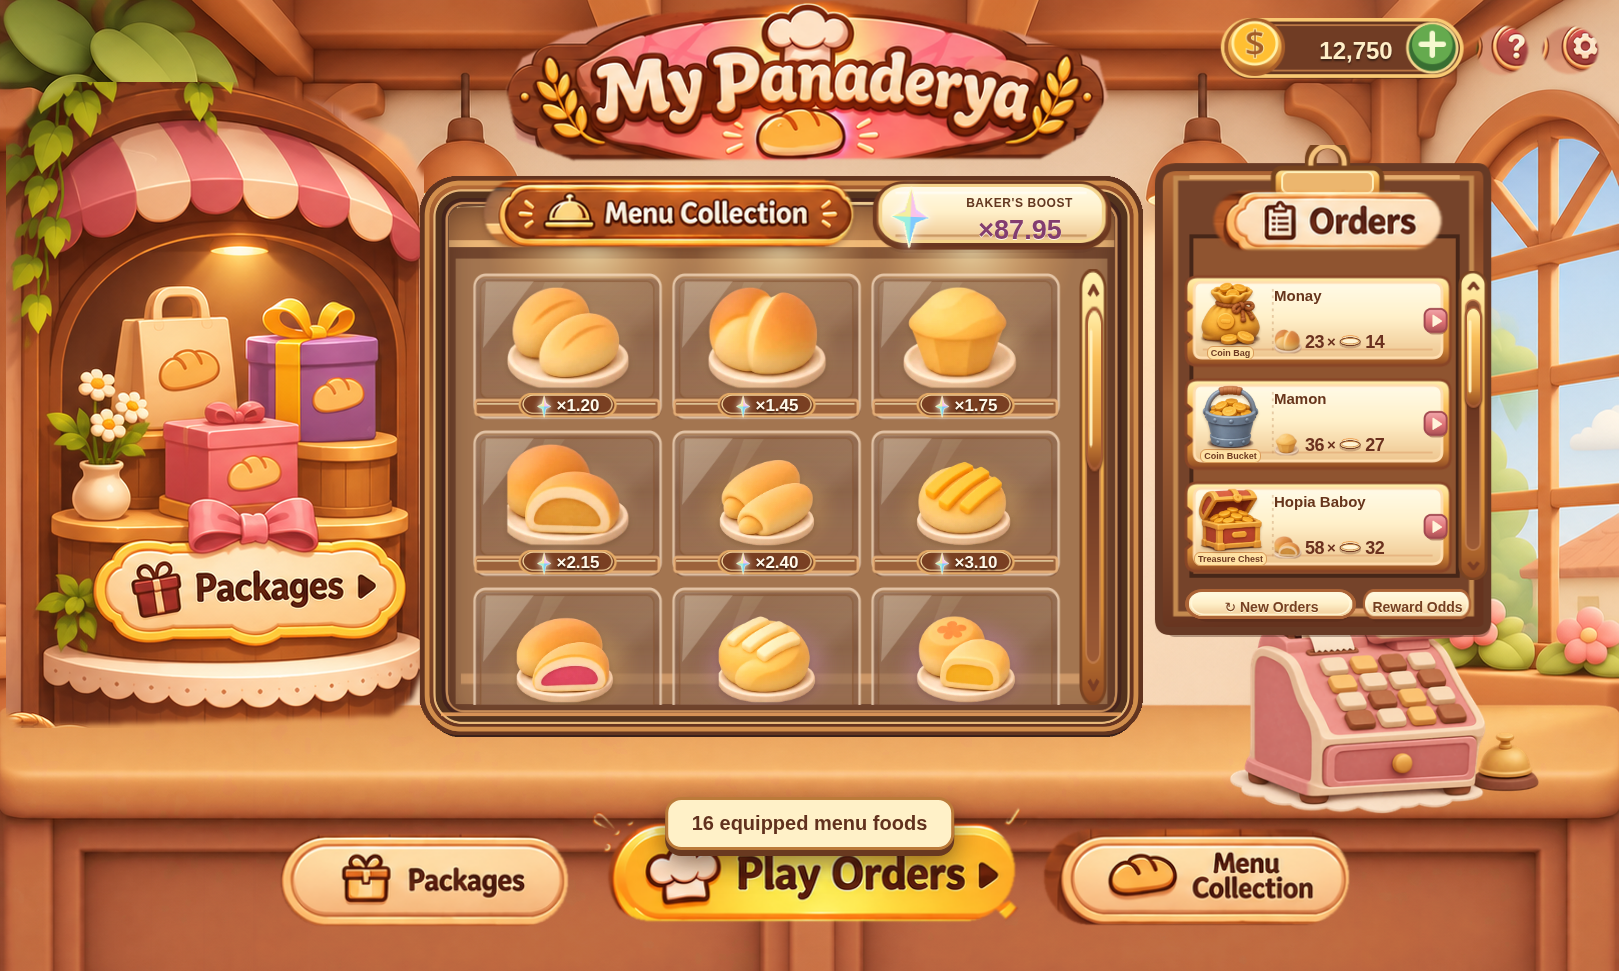 My Panaderya
$
12,750
?
Menu Collection
BAKER'S BOOST
×87.95
×1.20
×1.45
×1.75
×2.15
×2.40
×3.10
Orders
Monay
Coin Bag
23 × 14
Mamon
Coin Bucket
36 × 27
Hopia Baboy
Treasure Chest
58 × 32
↻ New Orders
Reward Odds
Packages
16 equipped menu foods
Packages
Play Orders
Menu
Collection